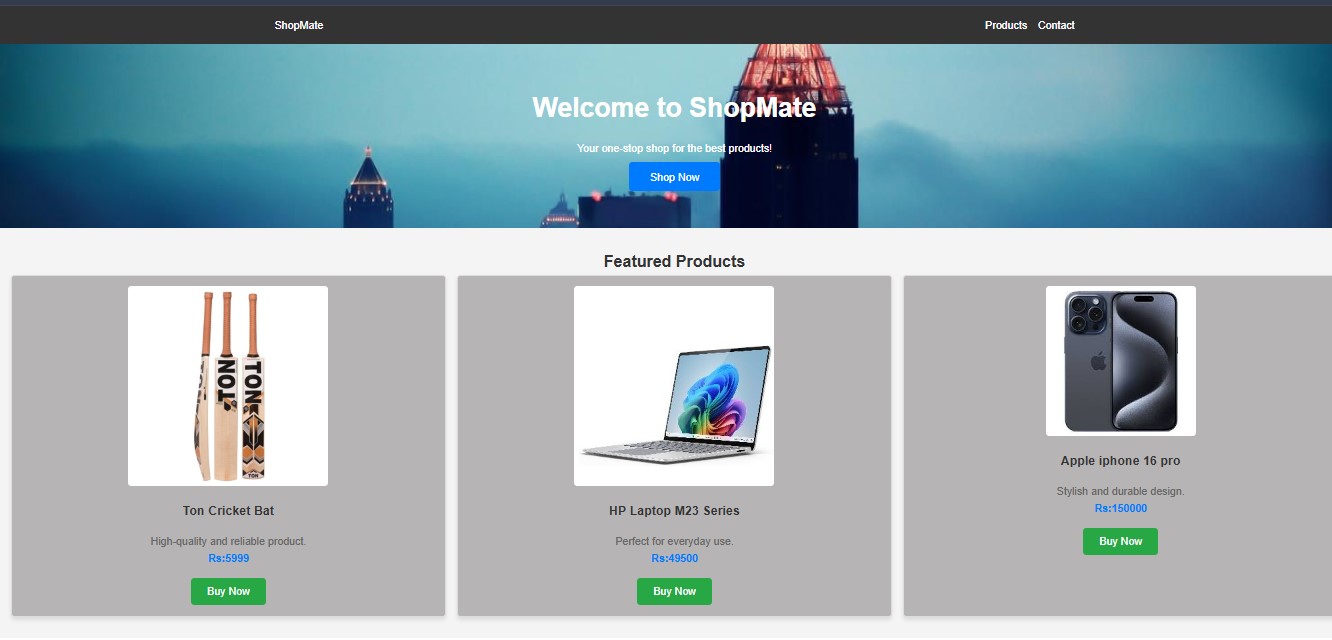 ShopMate
Products Contact
Welcome to ShopMate
Your one-stop shop for the best products!
Shop Now
Featured Products
TON
TON
TON
Ton Cricket Bat
High-quality and reliable product.
Rs:5999
Buy Now
HP Laptop M23 Series
Perfect for everyday use.
Rs:49500
Buy Now
Apple iphone 16 pro
Stylish and durable design.
Rs:150000
Buy Now